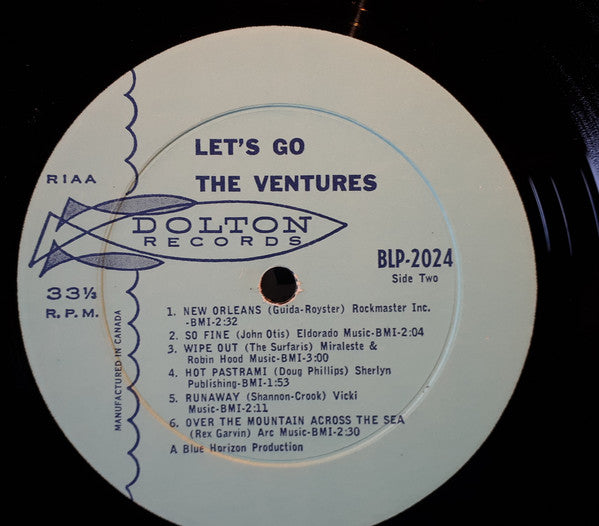 LET'S GO
THE VENTURES
RIAA
DOLTON
RECORDS
BLP-2024
Side Two
33⅓
R.P.M.
MANUFACTURED IN CANADA
1. NEW ORLEANS (Guida-Royster) Rockmaster Inc.
-BMI-2:32
2. SO FINE (John Otis) Eldorado Music-BMI-2:04
3. WIPE OUT (The Surfaris) Miraleste &
Robin Hood Music-BMI-3:00
4. HOT PASTRAMI (Doug Phillips) Sherlyn
Publishing-BMI-1:53
5. RUNAWAY (Shannon-Crook) Vicki
Music-BMI-2:11
6. OVER THE MOUNTAIN ACROSS THE SEA
(Rex Garvin) Arc Music-BMI-2:30
A Blue Horizon Production